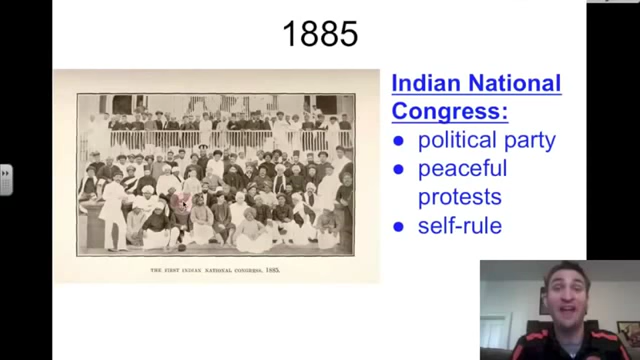 1885
Indian National
Congress:
● political party
● peaceful
protests
● self-rule
THE FIRST INDIAN NATIONAL CONGRESS, 1885.